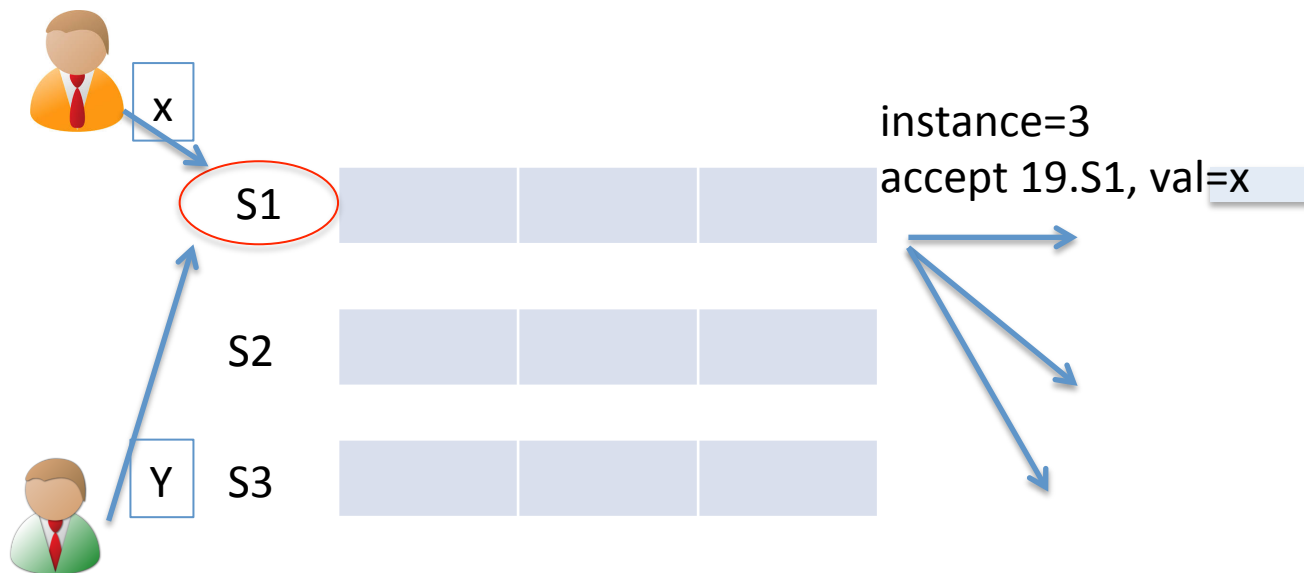 x
instance=3
accept 19.S1, val=x
S1
S2
Y
S3